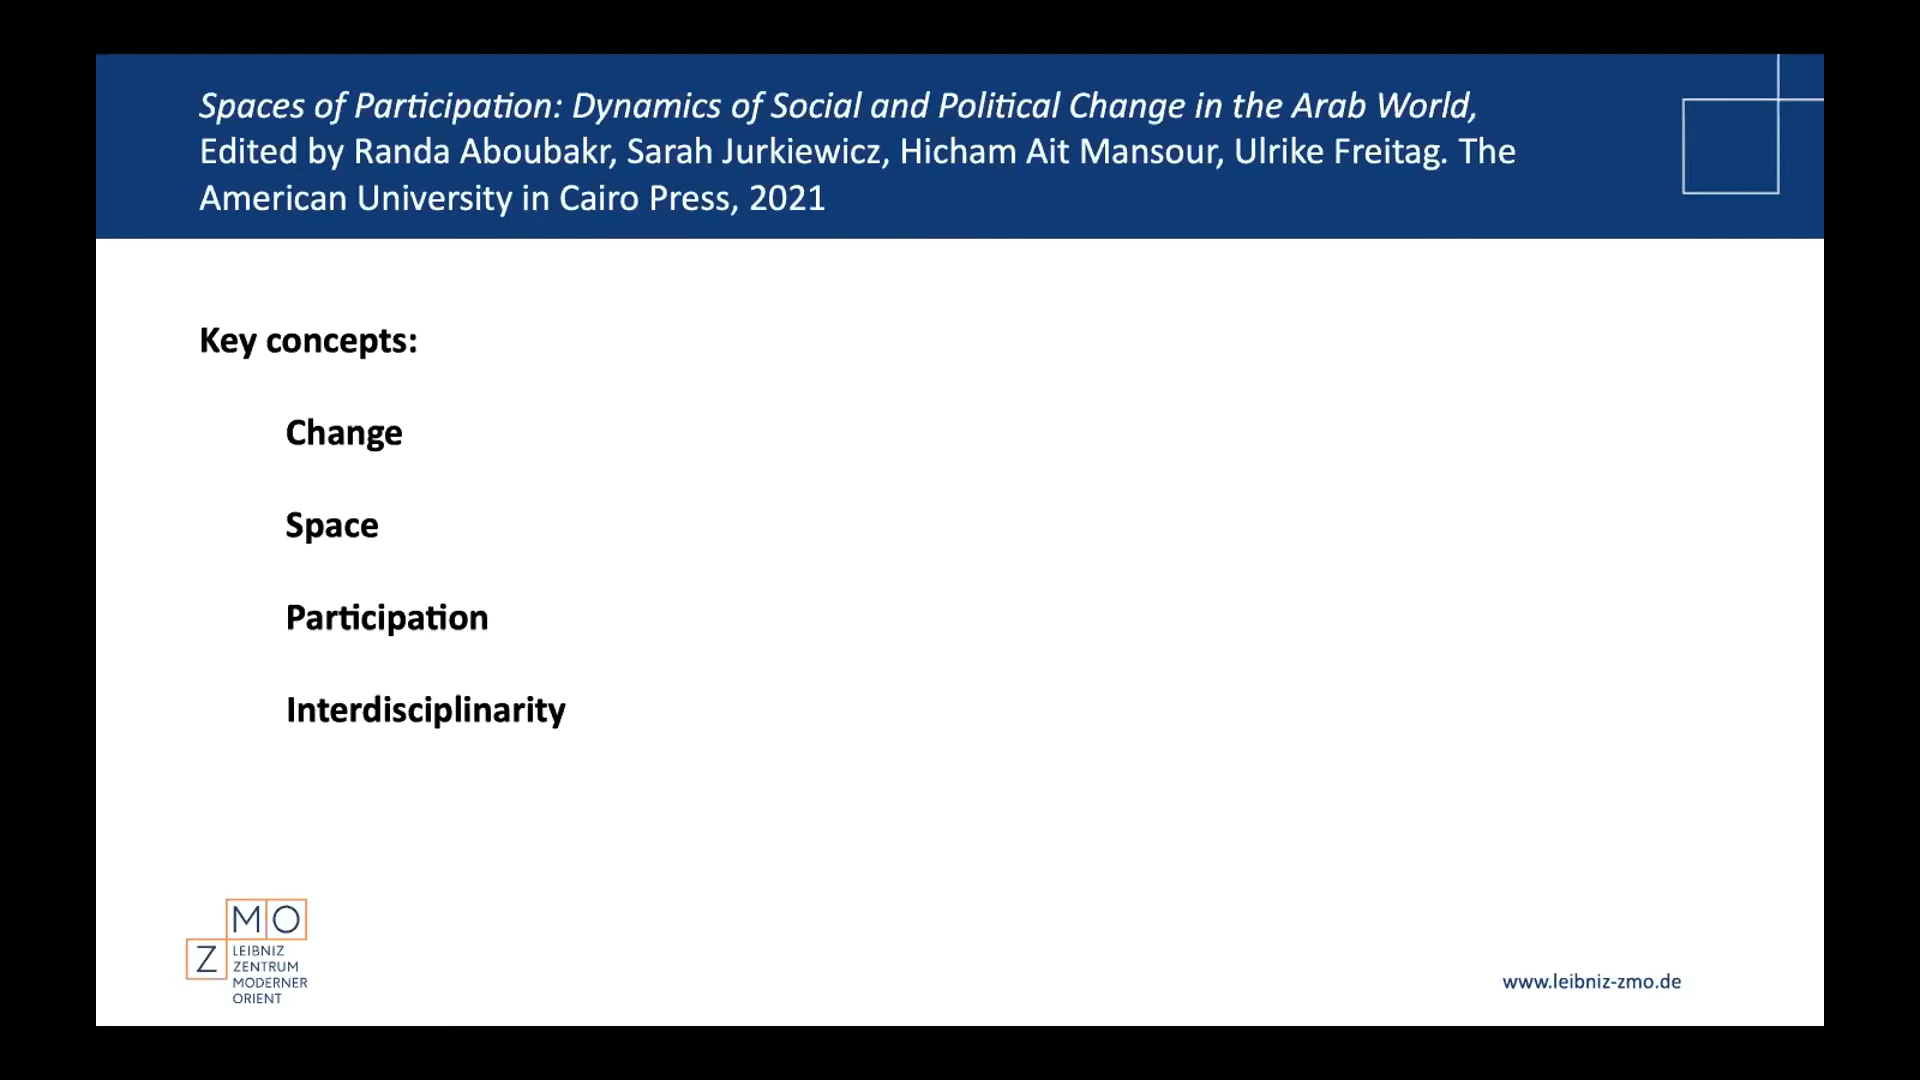 Spaces of Participation: Dynamics of Social and Political Change in the Arab World,
Edited by Randa Aboubakr, Sarah Jurkiewicz, Hicham Ait Mansour, Ulrike Freitag. The
American University in Cairo Press, 2021
Key concepts:
Change
Space
Participation
Interdisciplinarity
MO
Z
LEIBNIZ
ZENTRUM
MODERNER
ORIENT
www.leibniz-zmo.de